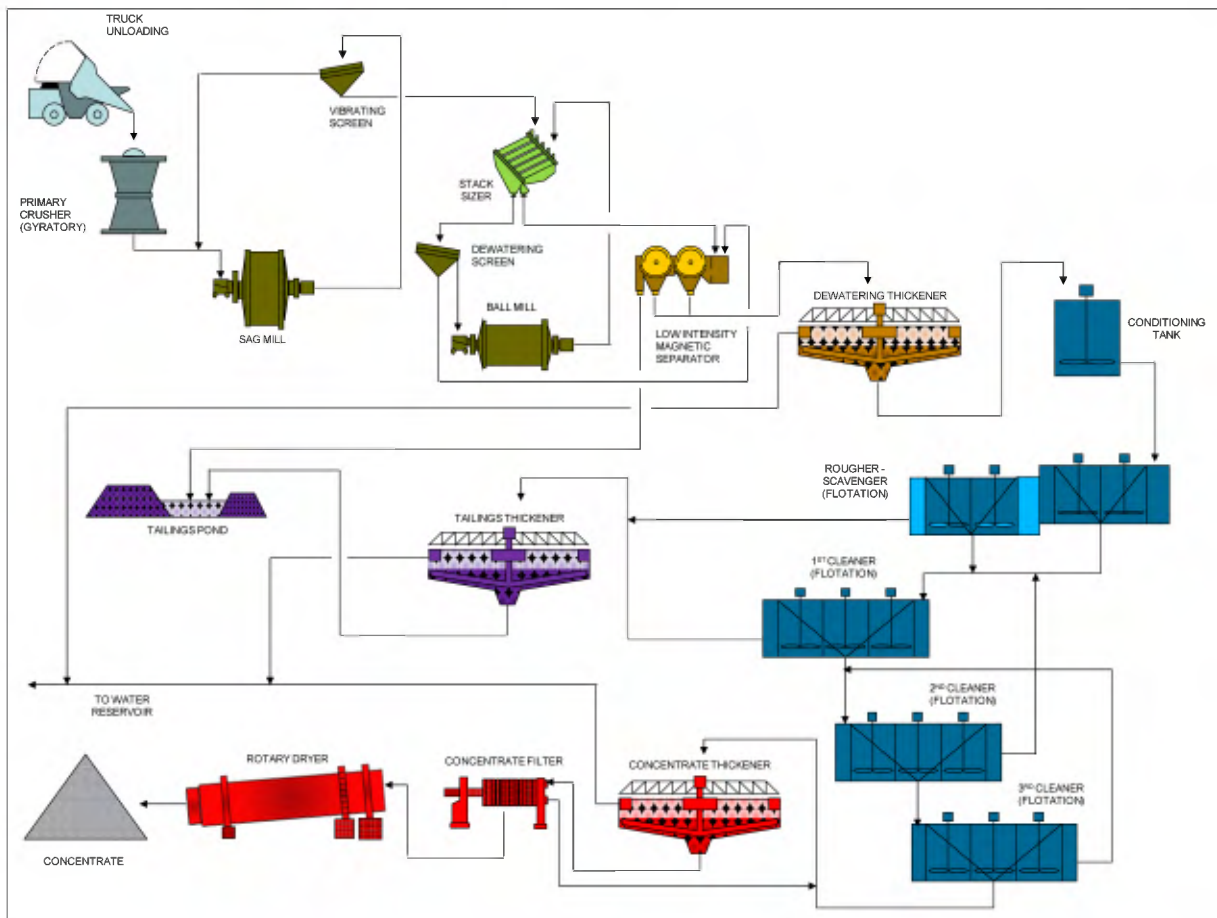 TRUCK
UNLOADING
VIBRATING
SCREEN
PRIMARY
CRUSHER
(GYRATORY)
STACK
SIZER
DEWATERING
SCREEN
BALL MILL
SAG MILL
LOW INTENSITY
MAGNETIC
SEPARATOR
DEWATERING THICKENER
CONDITIONING
TANK
ROUGHER -
SCAVENGER
(FLOTATION)
TAILINGS POND
TAILINGS THICKENER
1ST CLEANER
(FLOTATION)
2ND CLEANER
(FLOTATION)
TO WATER
RESERVOIR
ROTARY DRYER
CONCENTRATE FILTER
CONCENTRATE THICKENER
3ND CLEANER
(FLOTATION)
CONCENTRATE